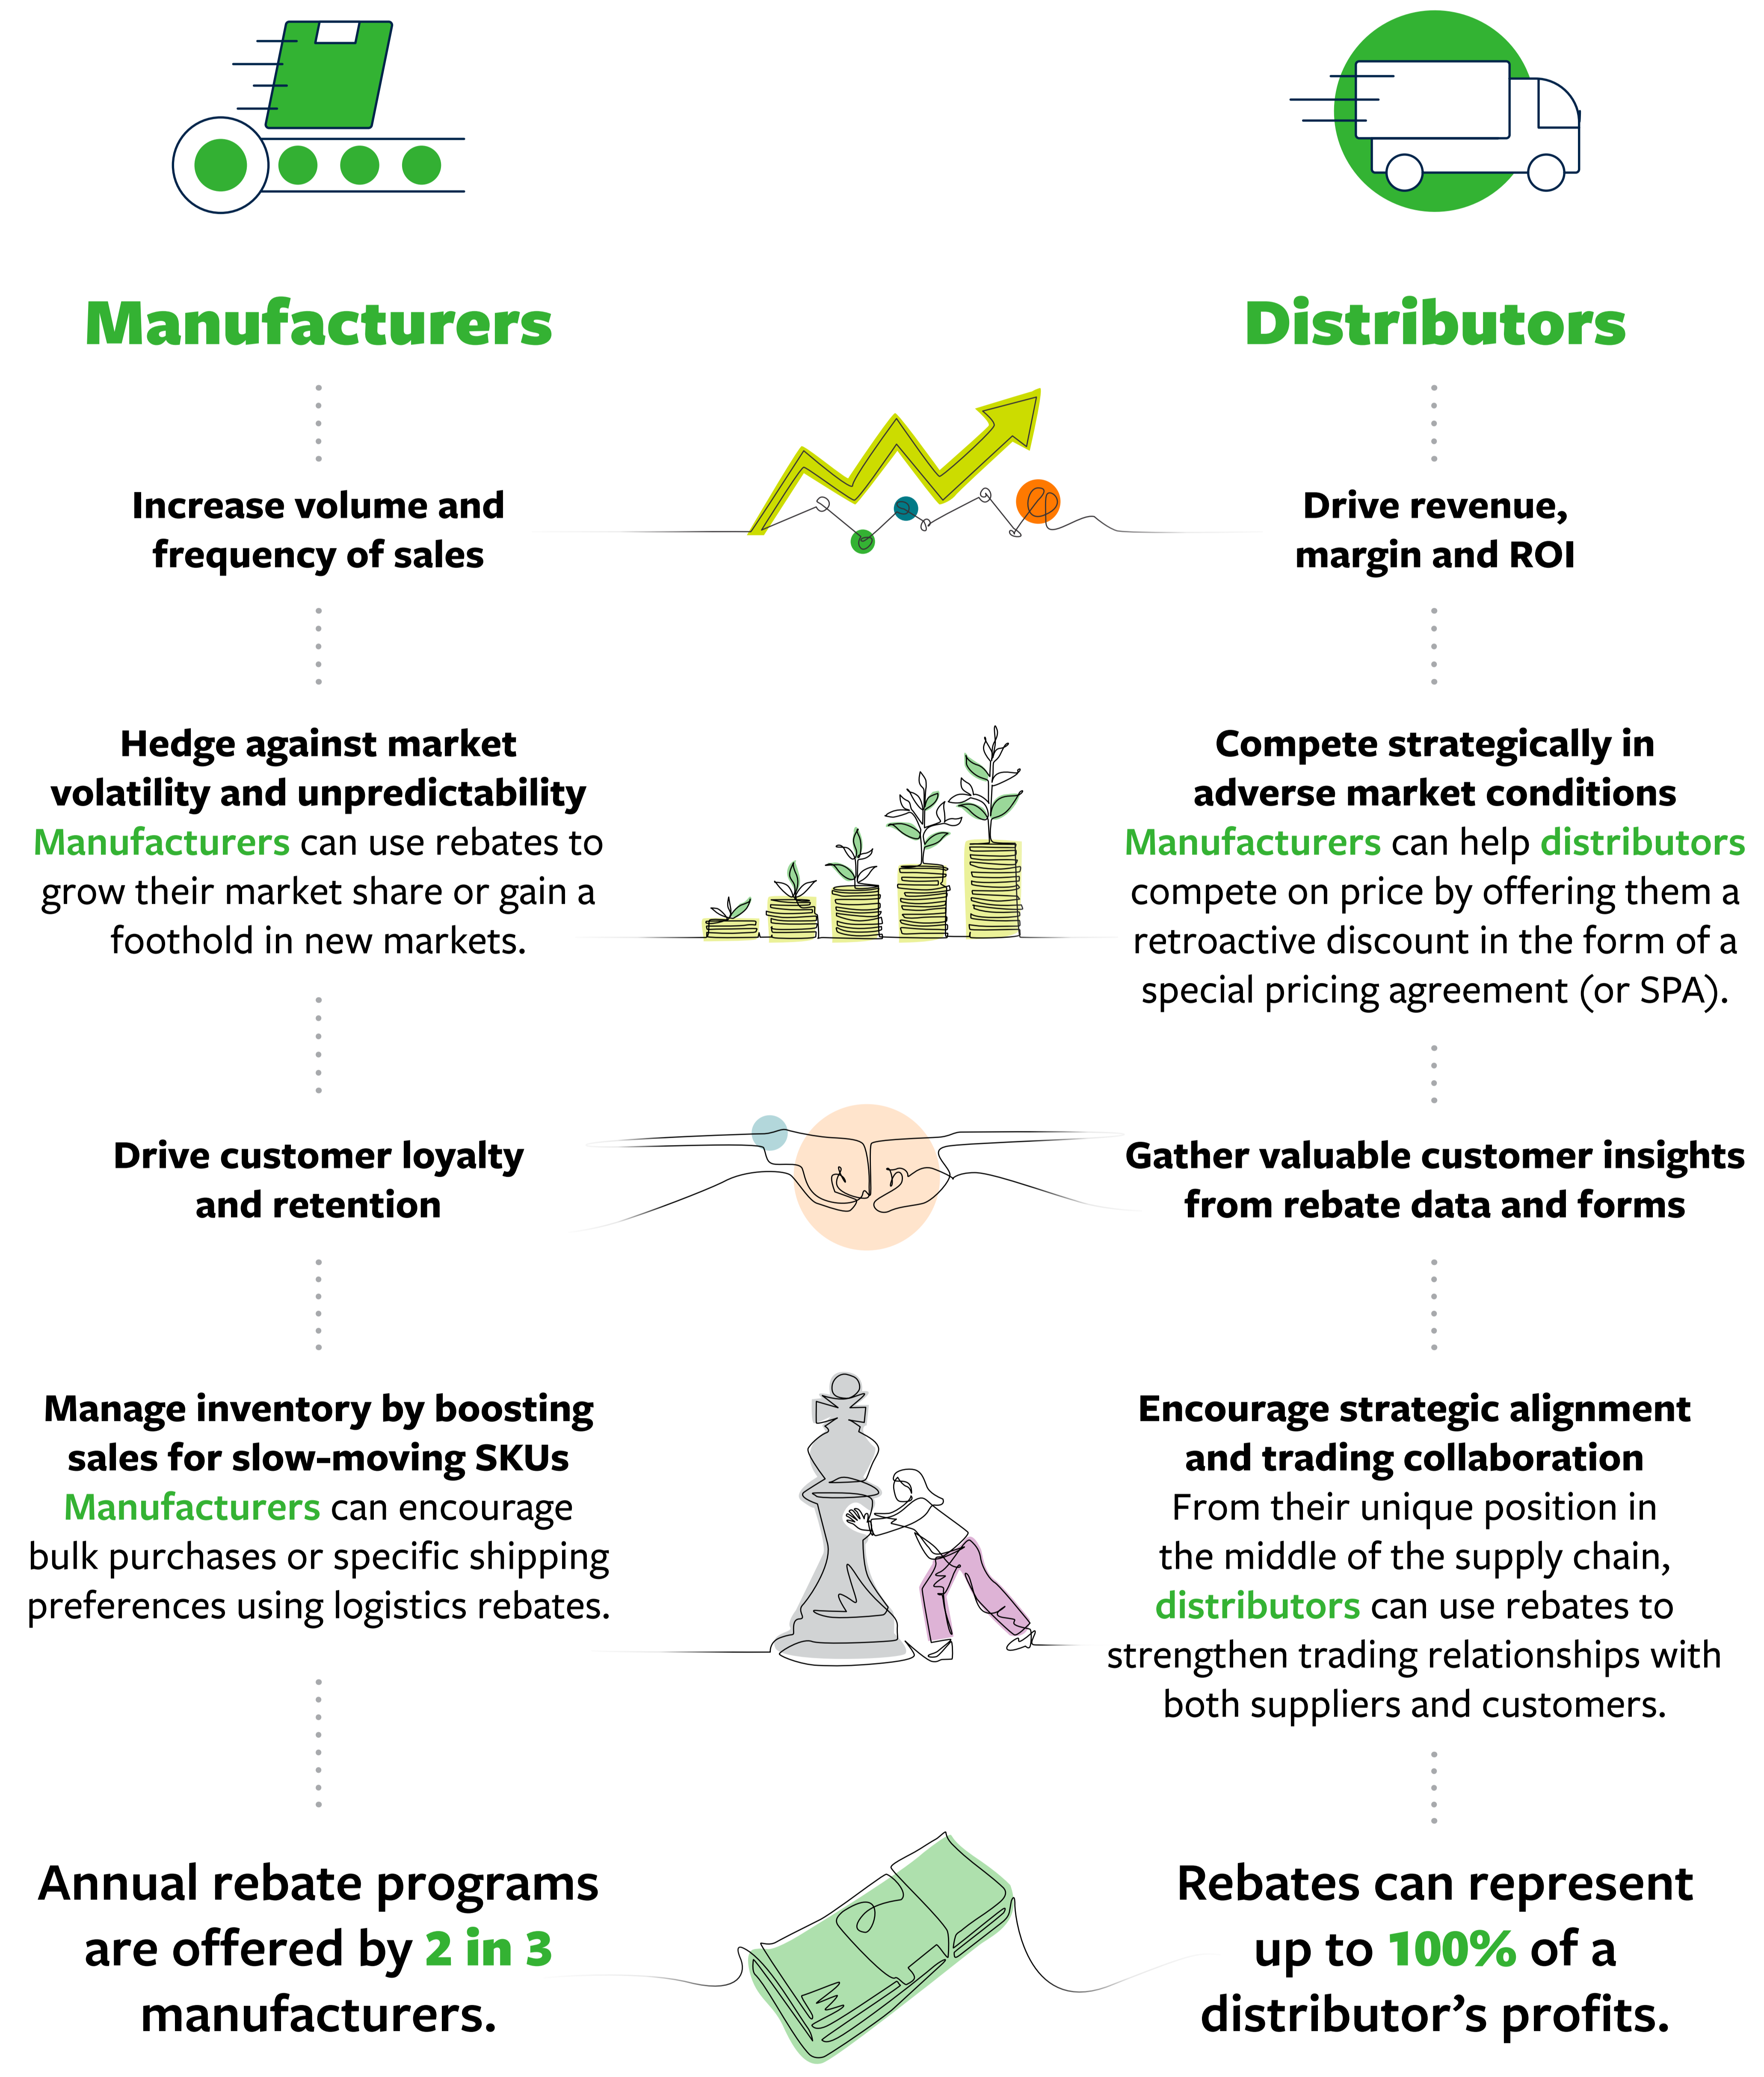 Manufacturers
Increase volume and
frequency of sales
Hedge against market
volatility and unpredictability
Manufacturers can use rebates to
grow their market share or gain a
foothold in new markets.
Drive customer loyalty
and retention
Manage inventory by boosting
sales for slow-moving SKUs
Manufacturers can encourage
bulk purchases or specific shipping
preferences using logistics rebates.
Annual rebate programs
are offered by 2 in 3
manufacturers.
Distributors
Drive revenue,
margin and ROI
Compete strategically in
adverse market conditions
Manufacturers can help distributors
compete on price by offering them a
retroactive discount in the form of a
special pricing agreement (or SPA).
Gather valuable customer insights
from rebate data and forms
Encourage strategic alignment
and trading collaboration
From their unique position in
the middle of the supply chain,
distributors can use rebates to
strengthen trading relationships with
both suppliers and customers.
Rebates can represent
up to 100% of a
distributor’s profits.